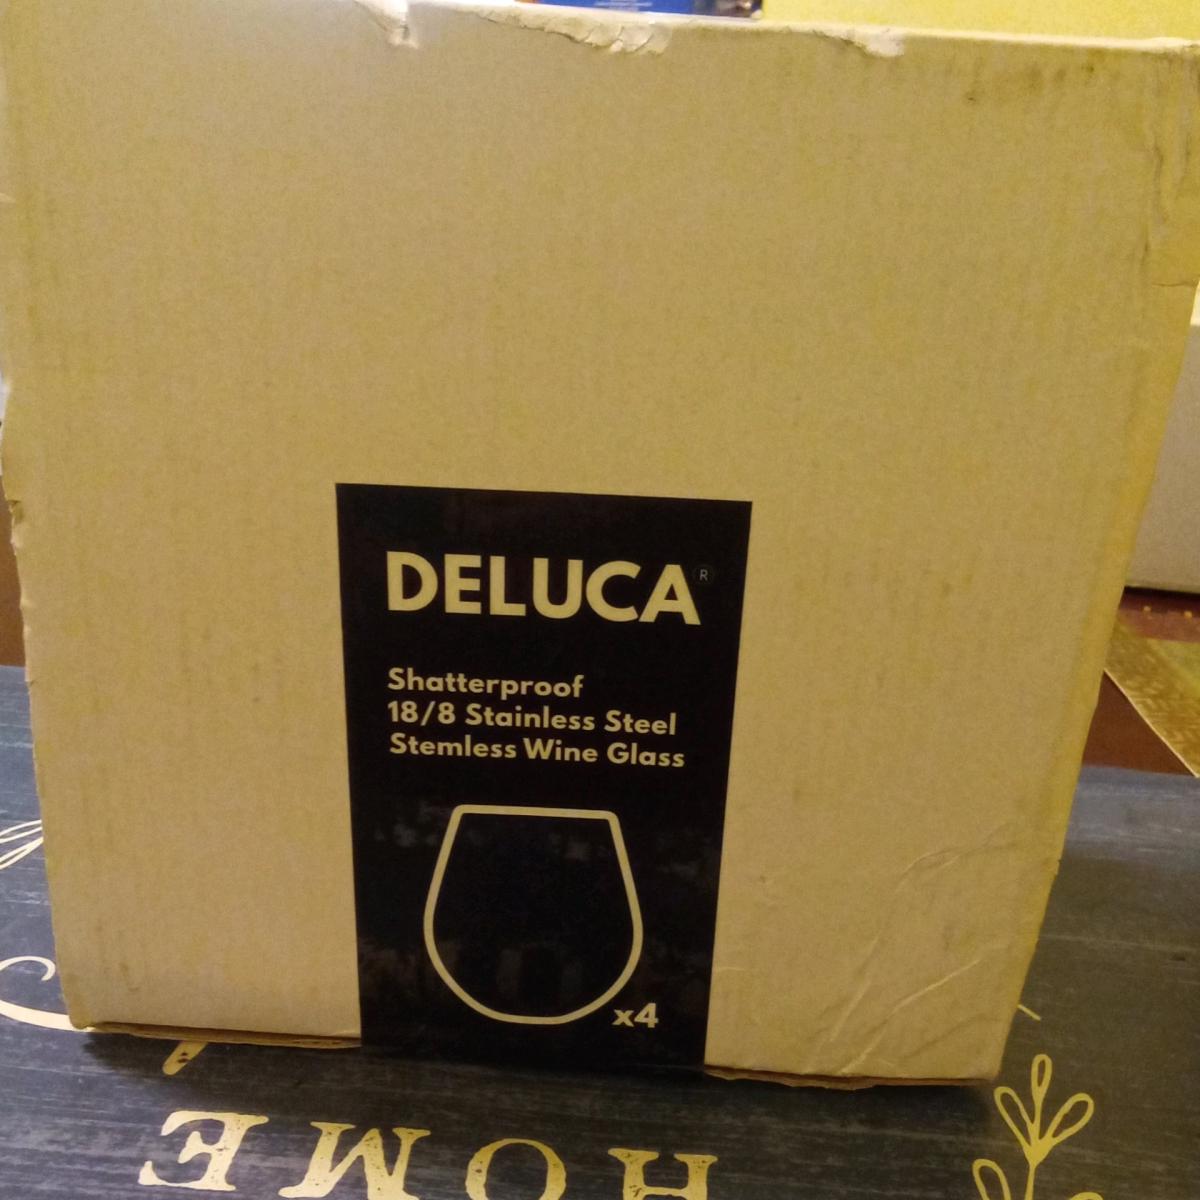 DELUCA®
Shatterproof
18/8 Stainless Steel
Stemless Wine Glass
x4
HOME